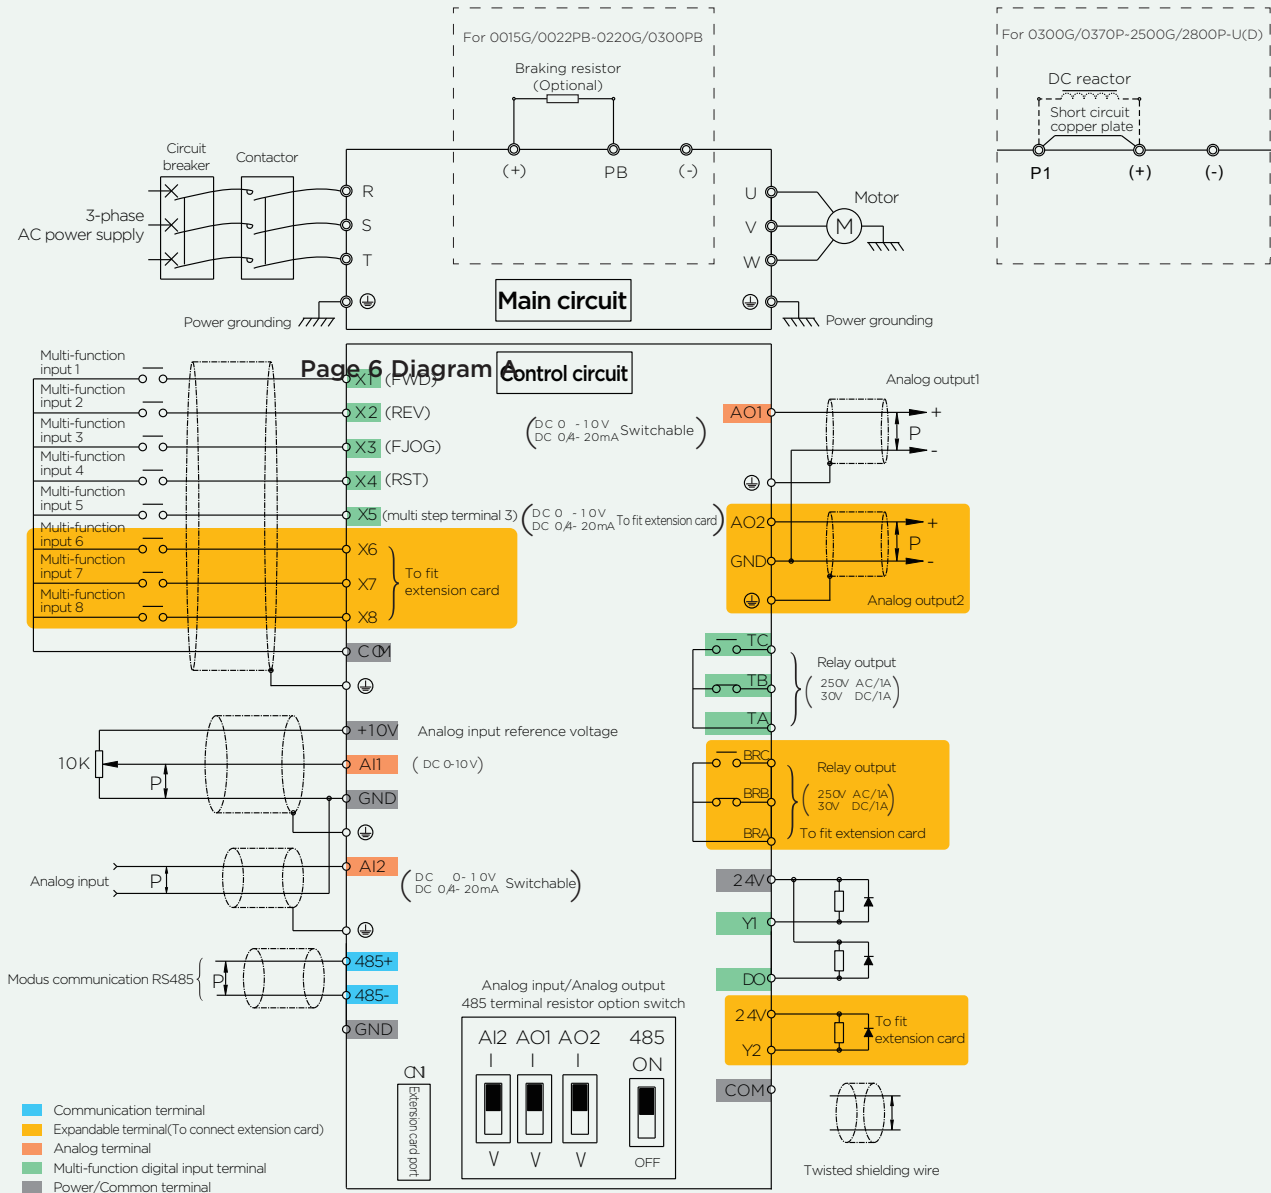 For 0015G/0022PB-0220G/0300PB
Braking resistor
(Optional)
(+)
PB
(-)
For 0300G/0370P-2500G/2800P-U(D)
DC reactor
Short circuit
copper plate
P1
(+)
(-)
Circuit
breaker
Contactor
3-phase
AC power supply
R
S
T
U
V
W
M
Motor
Main circuit
Power grounding
Power grounding
Page 6 Diagram A
Control circuit
Multi-function
input 1
X1 (FWD)
Multi-function
input 2
X2 (REV)
Multi-function
input 3
X3 (FJOG)
Multi-function
input 4
X4 (RST)
Multi-function
input 5
X5 (multi step terminal 3)
Multi-function
input 6
X6
Multi-function
input 7
X7
Multi-function
input 8
X8
To fit
extension card
COM
+10V
Analog input reference voltage
10K
P
AI1
(DC 0-10V)
GND
Analog input
P
AI2
(DC 0-10V
DC 0/4-20mA Switchable)
Modus communication RS485
P
485+
485-
GND
Analog output1
AO1
(DC 0 -10V
DC 0/4-20mA Switchable)
+
P
-
(DC 0 -10V
DC 0/4-20mA To fit extension card)
AO2
+
P
GND
-
Analog output2
TC
TB
TA
Relay output
(250V AC/1A
30V DC/1A)
BRC
BRB
BRA
Relay output
(250V AC/1A
30V DC/1A)
To fit extension card
24V
Y1
DO
24V
Y2
To fit
extension card
COM
Twisted shielding wire
Analog input/Analog output
485 terminal resistor option switch
AI2 AO1 AO2 485
I I I ON
V V V OFF
CN1
Extension card port
Communication terminal
Expandable terminal(To connect extension card)
Analog terminal
Multi-function digital input terminal
Power/Common terminal